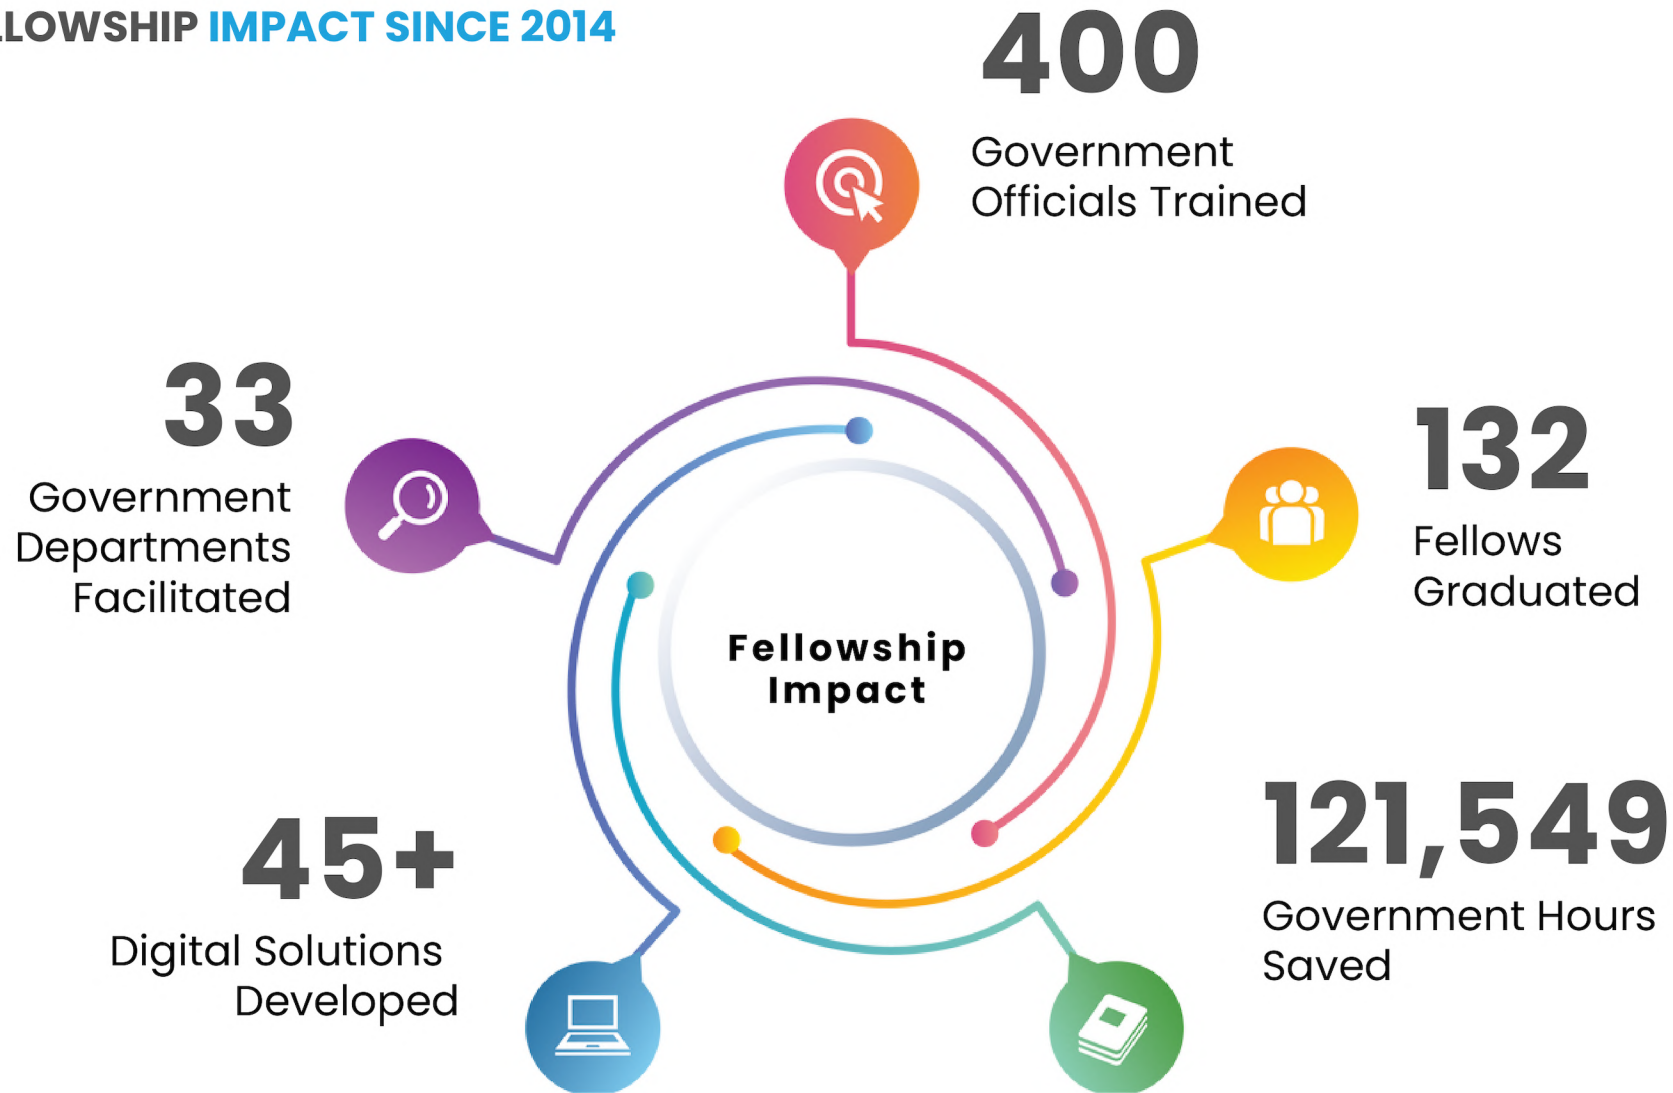 LLOWSHIP IMPACT SINCE 2014
400
Government
Officials Trained
33
Government
Departments
Facilitated
132
Fellows
Graduated
Fellowship
Impact
45+
Digital Solutions
Developed
121,549
Government Hours
Saved